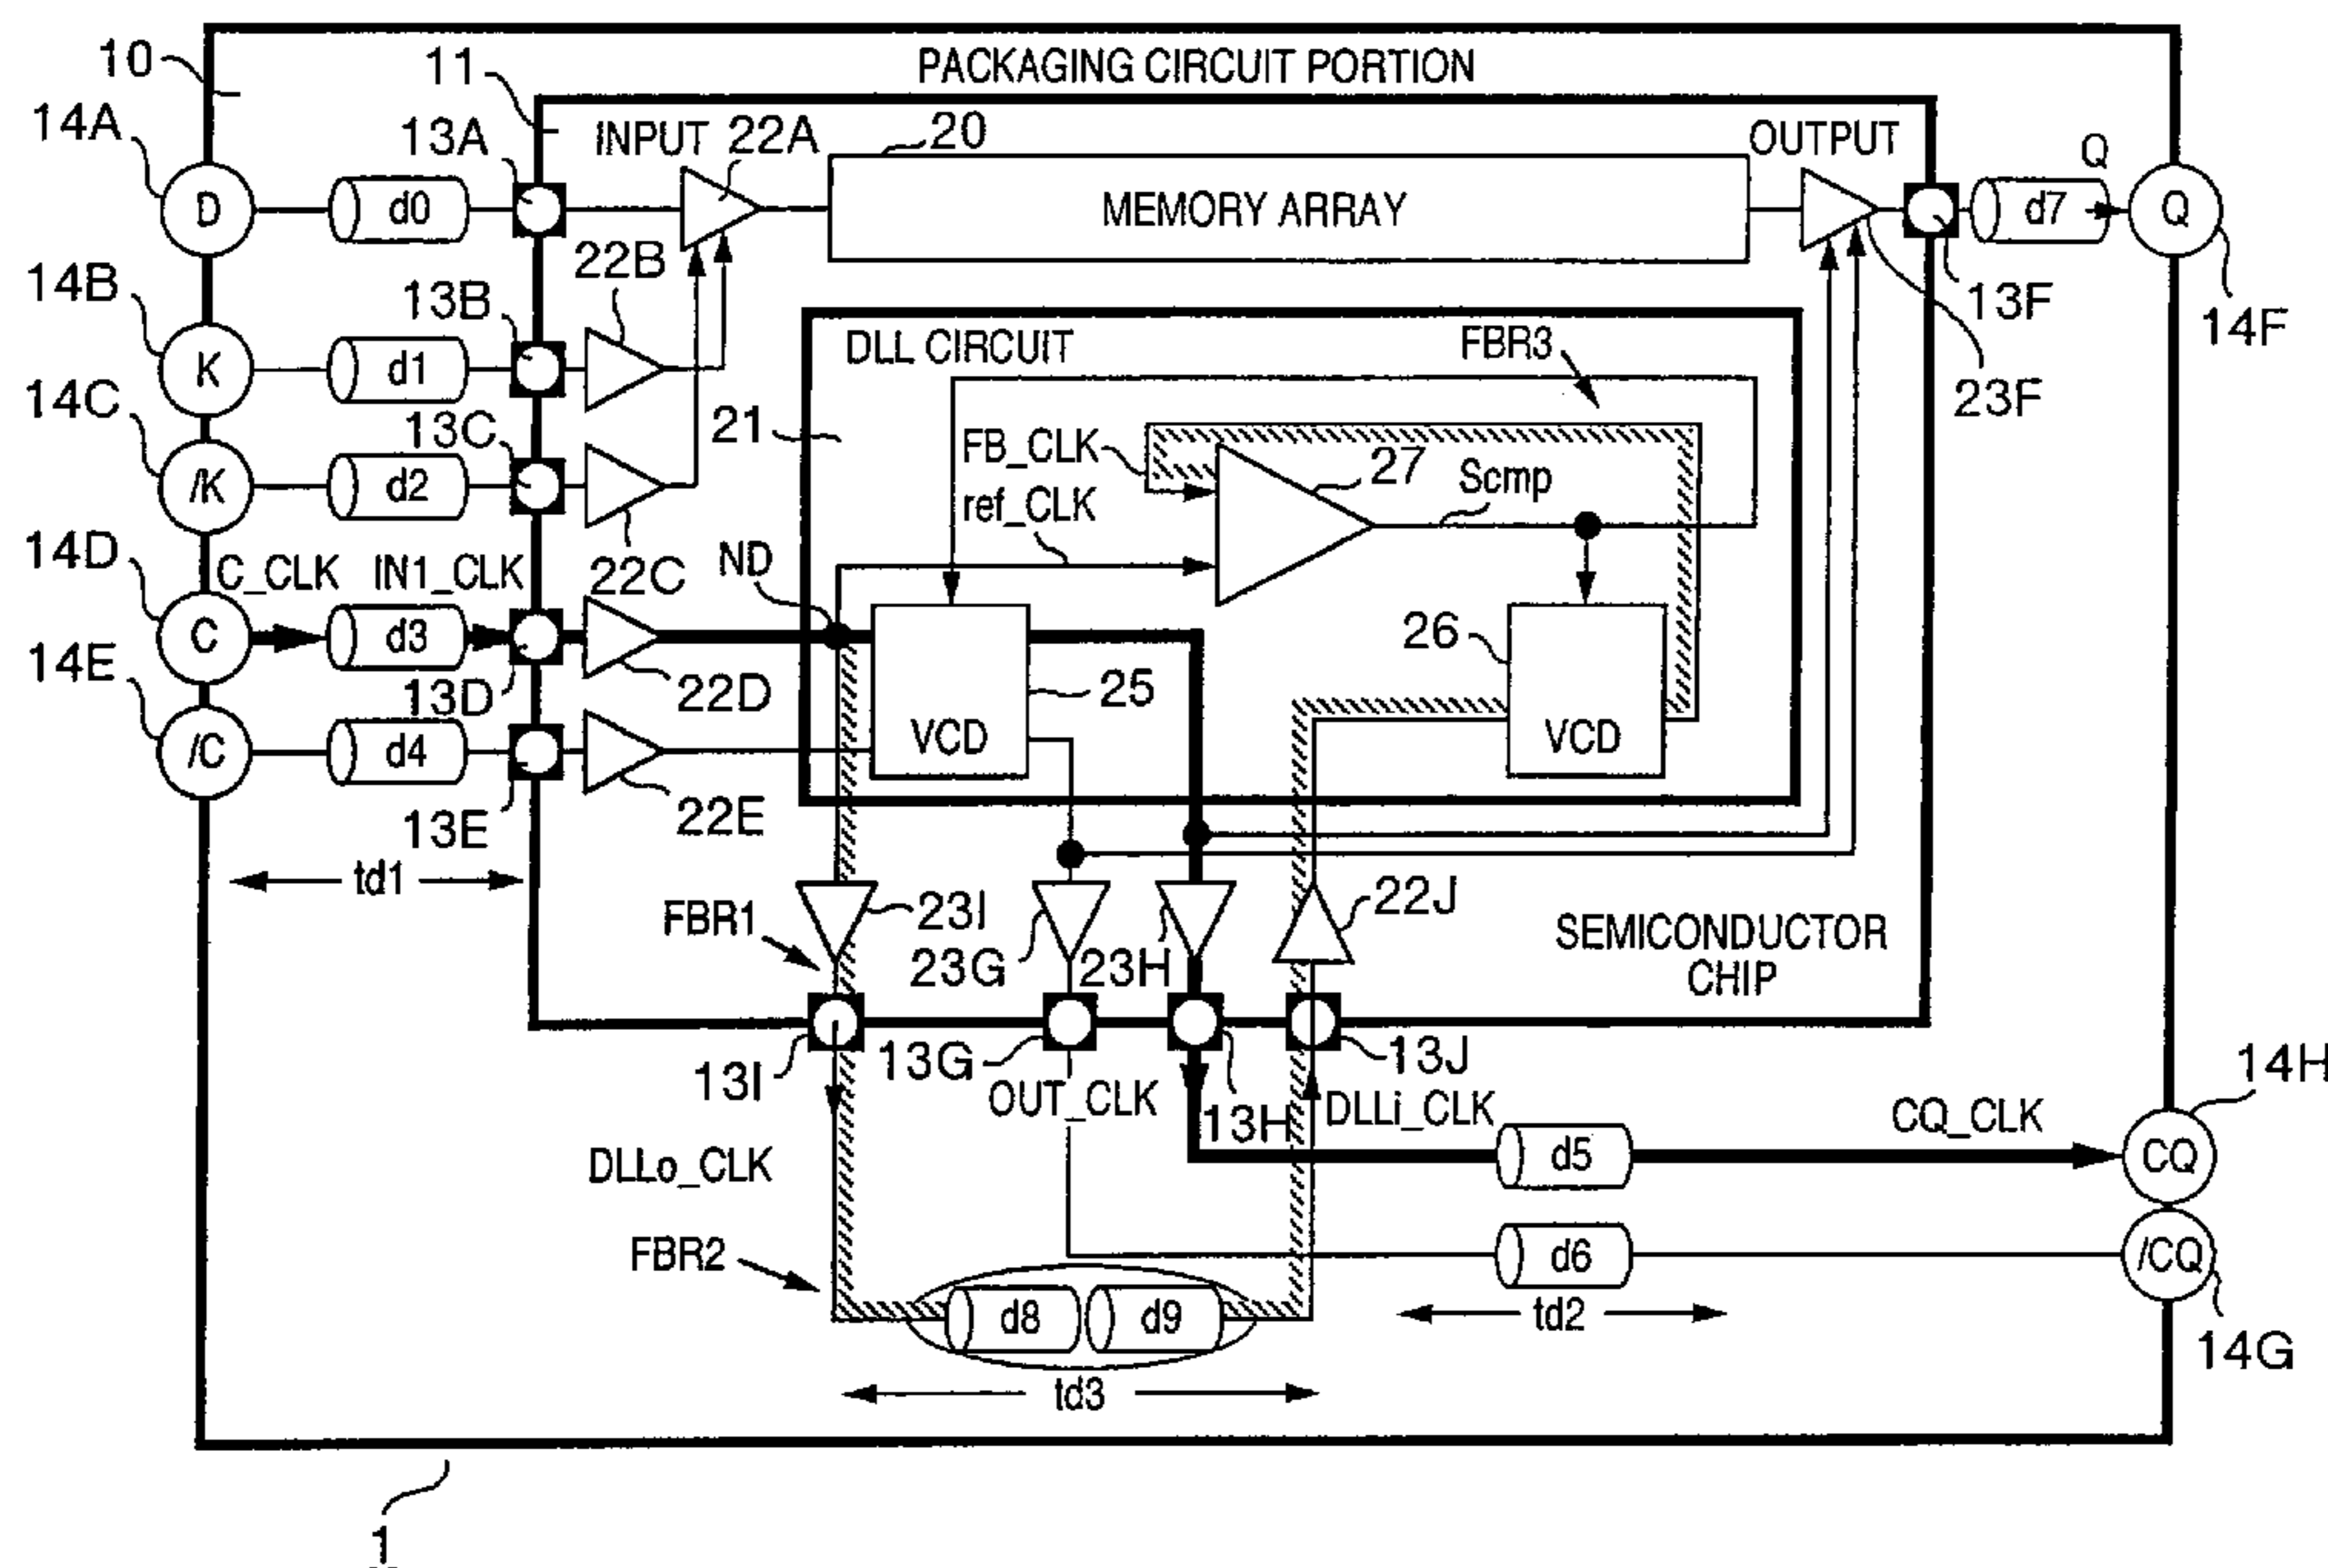 PACKAGING CIRCUIT PORTION
10
11
14A
13A
INPUT
22A
20
OUTPUT
Q
D
d0
MEMORY ARRAY
d7
Q
14B
13B
22B
13F
14F
K
d1
DLL CIRCUIT
FBR3
23F
14C
13C
21
FB_CLK
27
Scmp
/K
d2
ref_CLK
14D
C_CLK
IN1_CLK
22C
ND
C
d3
26
14E
13D
22D
25
/C
d4
VCD
VCD
13E
22E
td1
FBR1
23I
23G
23H
22J
SEMICONDUCTOR
CHIP
13I
13G
13J
14H
OUT_CLK
13H
DLLi_CLK
CQ_CLK
DLLo_CLK
d5
CQ
FBR2
d6
/CQ
d8
d9
td2
14G
td3
1